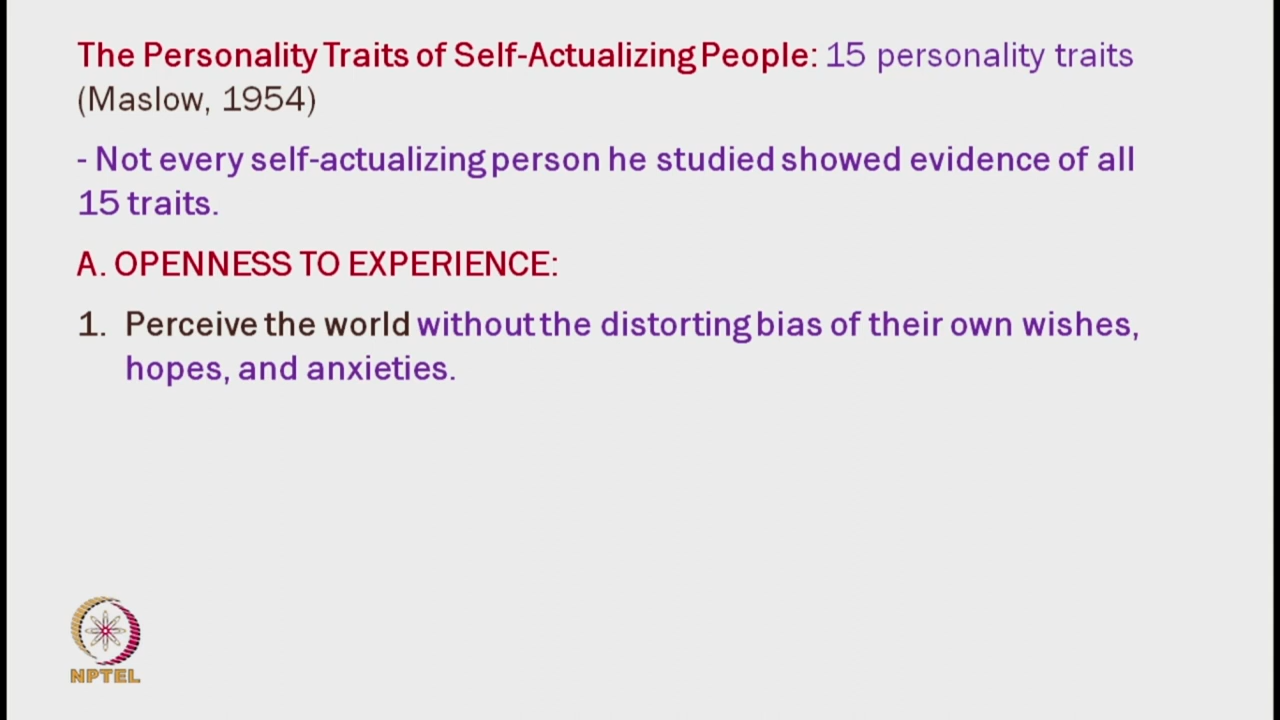 The Personality Traits of Self-Actualizing People: 15 personality traits
(Maslow, 1954)
- Not every self-actualizing person he studied showed evidence of all
15 traits.
A. OPENNESS TO EXPERIENCE:
1. Perceive the world without the distorting bias of their own wishes,
hopes, and anxieties.
NPTEL